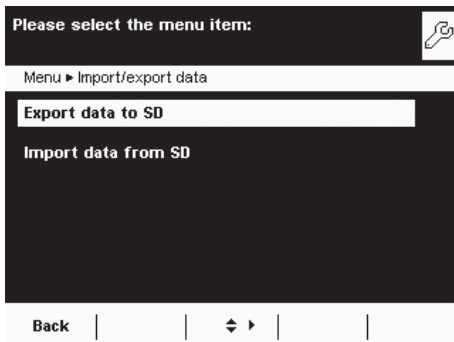 Please select the menu item:
Menu ▸ Import/export data
Export data to SD
Import data from SD
Back